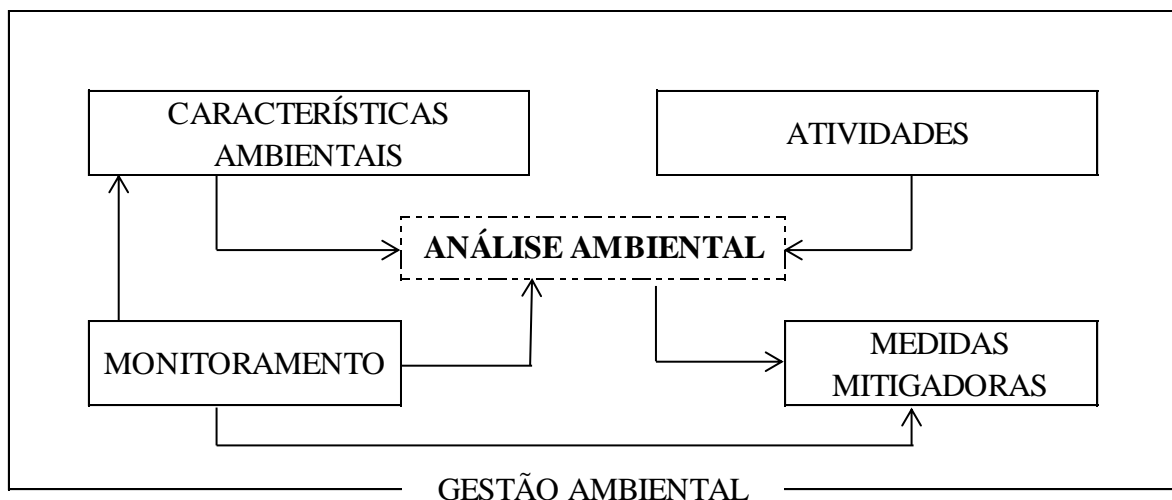 CARACTERÍSTICAS
AMBIENTAIS
ATIVIDADES
ANÁLISE AMBIENTAL
MONITORAMENTO
MEDIDAS
MITIGADORAS
GESTÃO AMBIENTAL